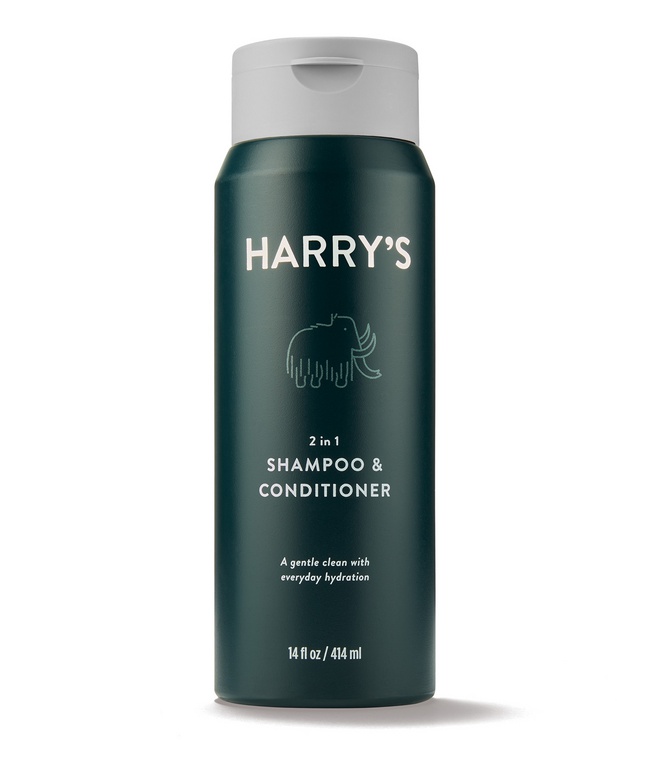 HARRY'S
2 in 1
SHAMPOO &
CONDITIONER
A gentle clean with
everyday hydration
14 fl oz / 414 ml